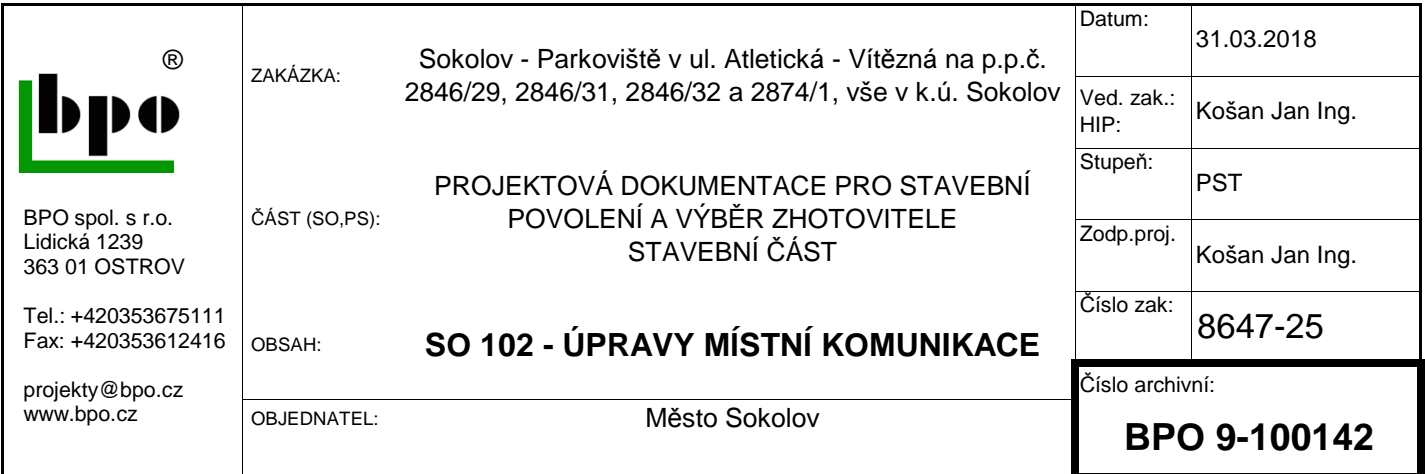 ®
bpo
BPO spol. s r.o.
Lidická 1239
363 01 OSTROV
Tel.: +420353675111
Fax: +420353612416
projekty@bpo.cz
www.bpo.cz
ZAKÁZKA:
Sokolov - Parkoviště v ul. Atletická - Vítězná na p.p.č.
2846/29, 2846/31, 2846/32 a 2874/1, vše v k.ú. Sokolov
ČÁST (SO,PS):
PROJEKTOVÁ DOKUMENTACE PRO STAVEBNÍ
POVOLENÍ A VÝBĚR ZHOTOVITELE
STAVEBNÍ ČÁST
OBSAH:
SO 102 - ÚPRAVY MÍSTNÍ KOMUNIKACE
OBJEDNATEL:
Město Sokolov
Datum:
31.03.2018
Ved. zak.:
HIP:
Košan Jan Ing.
Stupeň:
PST
Zodp.proj.
Košan Jan Ing.
Číslo zak:
8647-25
Číslo archivní:
BPO 9-100142